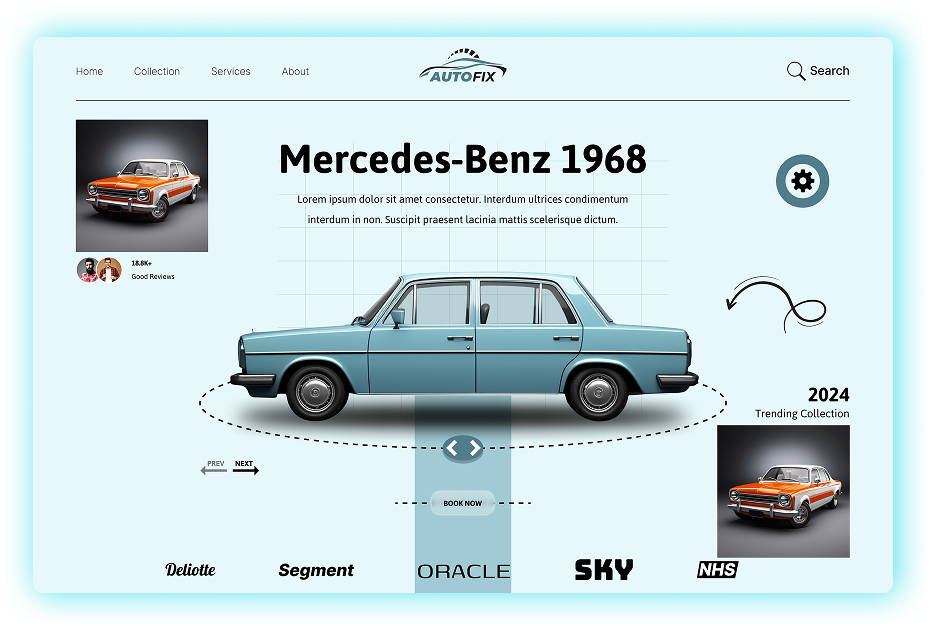 Home Collection Services About
AUTOFIX
Search
Mercedes-Benz 1968
Lorem ipsum dolor sit amet consectetur. Interdum ultrices condimentum
interdum in non. Suscipit praesent lacinia mattis scelerisque dictum.
18.8K+
Good Reviews
2024
Trending Collection
PREV NEXT
BOOK NOW
Deliotte Segment ORACLE SKY NHS